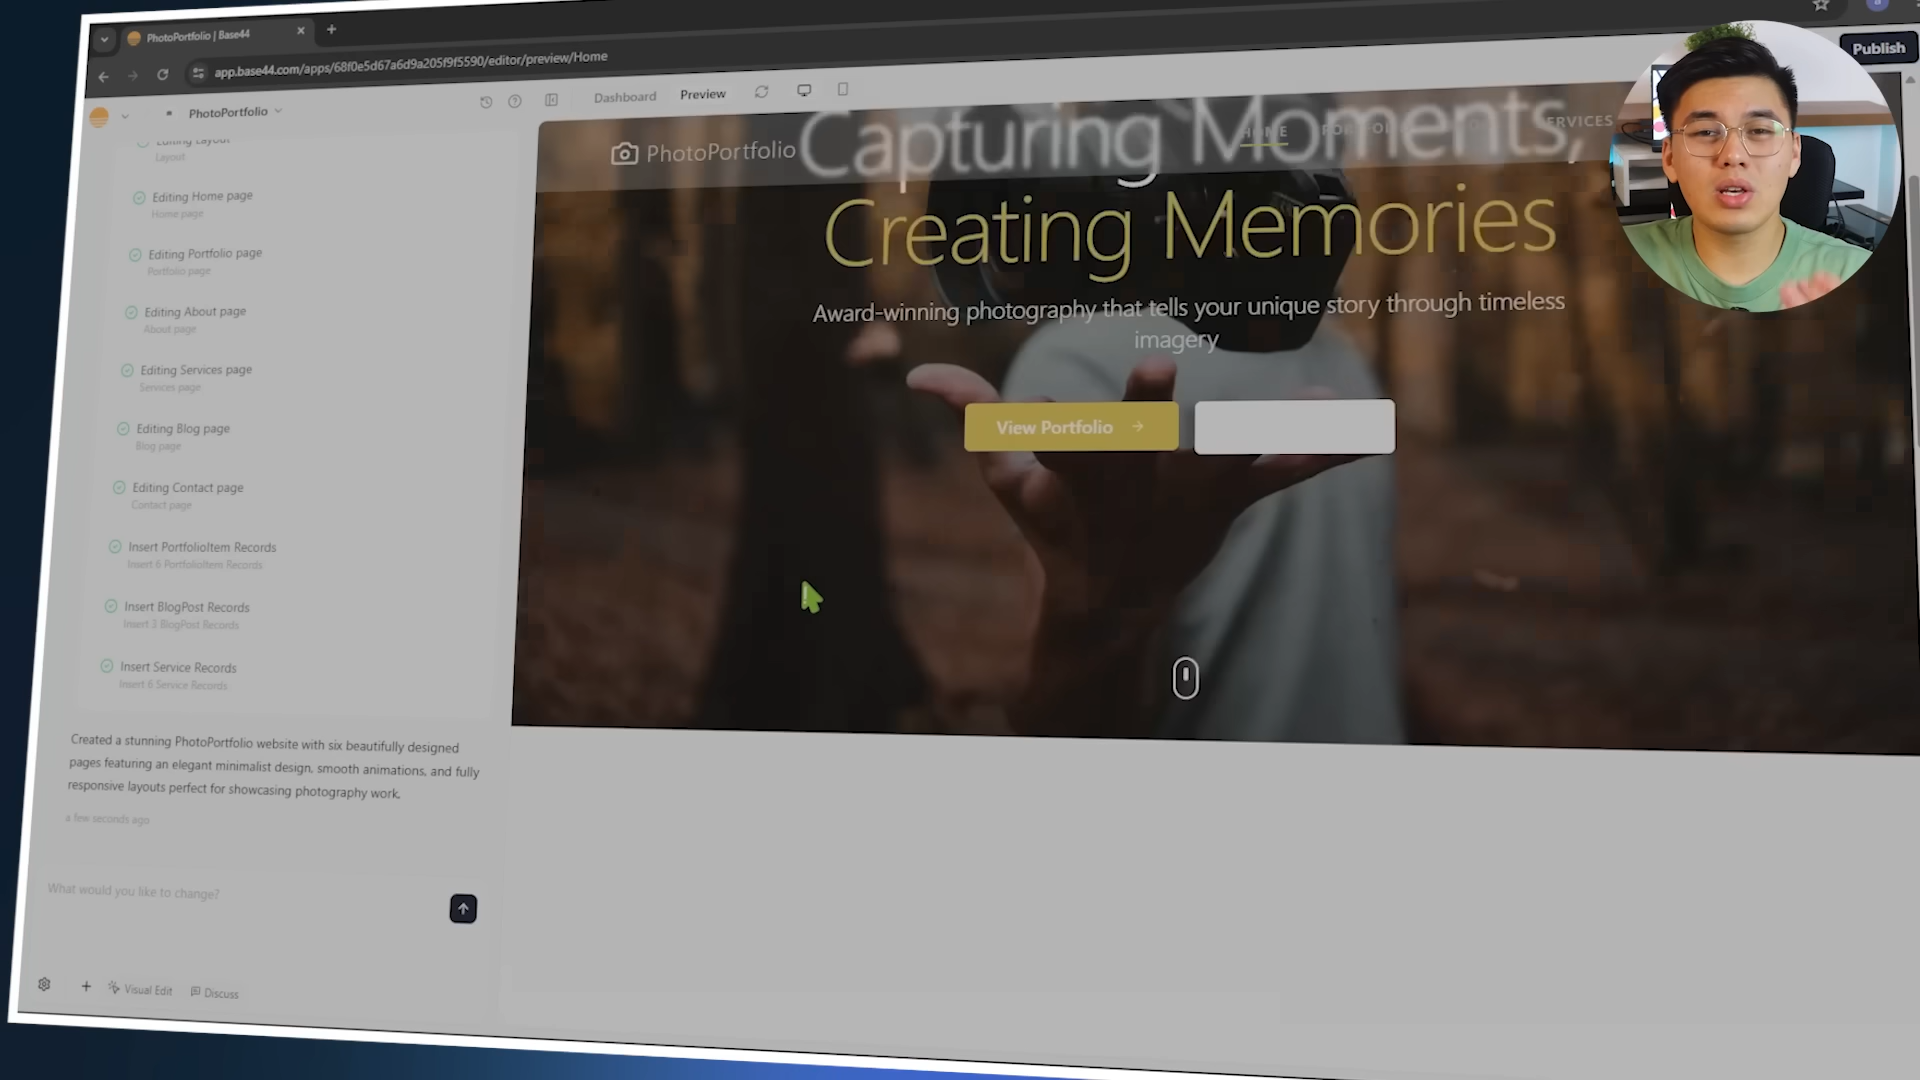 PhotoPortfolio | Base44
app.base44.com/apps/68f0e5d67a6d9a205f9f5590/editor/preview/Home
Publish
PhotoPortfolio
Dashboard
Preview
Editing Layout
Layout
Editing Home page
Home page
Editing Portfolio page
Portfolio page
Editing About page
About page
Editing Services page
Services page
Editing Blog page
Blog page
Editing Contact page
Contact page
Insert PortfolioItem Records
Insert 6 PortfolioItem Records
Insert BlogPost Records
Insert 3 BlogPost Records
Insert Service Records
Insert 6 Service Records
Created a stunning PhotoPortfolio website with six beautifully designed
pages featuring an elegant minimalist design, smooth animations, and fully
responsive layouts perfect for showcasing photography work.
a few seconds ago
What would you like to change?
Visual Edit
Discuss
PhotoPortfolio
HOME
SERVICES
Capturing Moments,
Creating Memories
Award-winning photography that tells your unique story through timeless
imagery
View Portfolio